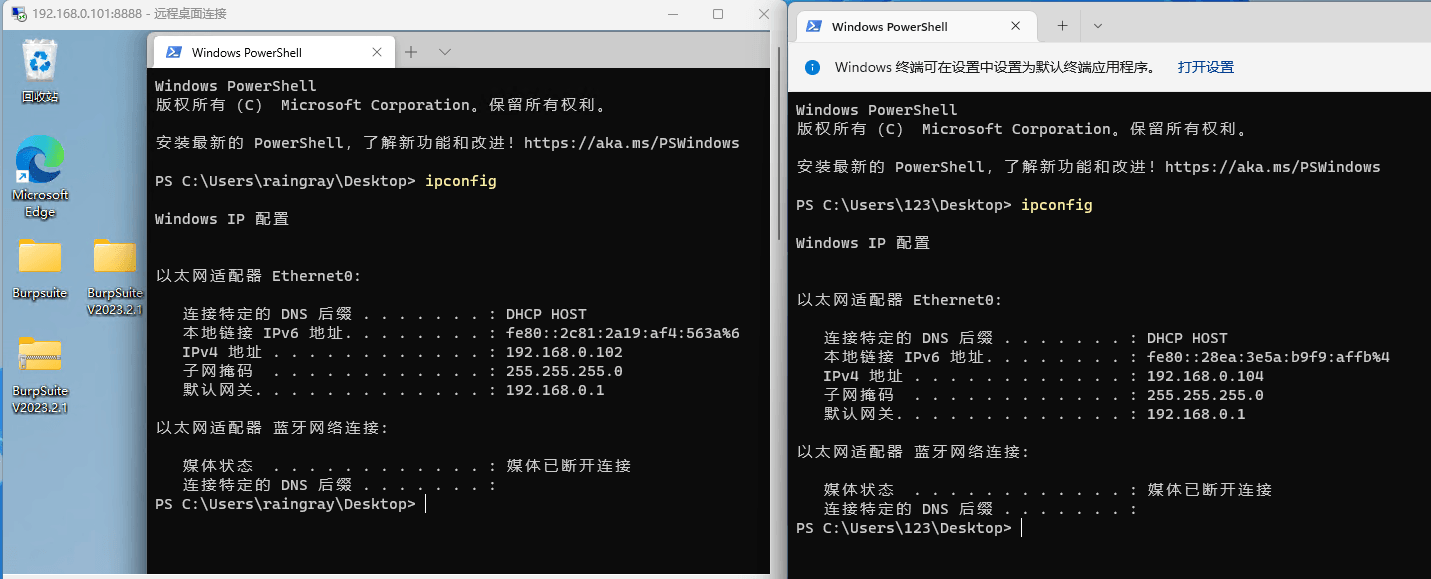 192.168.0.101:8888 - 远程桌面连接
回收站
Microsoft
Edge
Burpsuite
BurpSuite
V2023.2.1
BurpSuite
V2023.2.1
Windows PowerShell
Windows PowerShell
版权所有 (C) Microsoft Corporation。保留所有权利。
安装最新的 PowerShell，了解新功能和改进！https://aka.ms/PSWindows
PS C:\Users\raingray\Desktop> ipconfig
Windows IP 配置
以太网适配器 Ethernet0:
连接特定的 DNS 后缀 . . . . . . . : DHCP HOST
本地链接 IPv6 地址. . . . . . . . : fe80::2c81:2a19:af4:563a%6
IPv4 地址 . . . . . . . . . . . . : 192.168.0.102
子网掩码  . . . . . . . . . . . . : 255.255.255.0
默认网关. . . . . . . . . . . . . : 192.168.0.1
以太网适配器 蓝牙网络连接:
媒体状态  . . . . . . . . . . . . : 媒体已断开连接
连接特定的 DNS 后缀 . . . . . . . :
PS C:\Users\raingray\Desktop>
Windows PowerShell
Windows 终端可在设置中设置为默认终端应用程序。 打开设置
Windows PowerShell
版权所有 (C) Microsoft Corporation。保留所有权利。
安装最新的 PowerShell，了解新功能和改进！https://aka.ms/PSWindows
PS C:\Users\123\Desktop> ipconfig
Windows IP 配置
以太网适配器 Ethernet0:
连接特定的 DNS 后缀 . . . . . . . : DHCP HOST
本地链接 IPv6 地址. . . . . . . . : fe80::28ea:3e5a:b9f9:affb%4
IPv4 地址 . . . . . . . . . . . . : 192.168.0.104
子网掩码  . . . . . . . . . . . . : 255.255.255.0
默认网关. . . . . . . . . . . . . : 192.168.0.1
以太网适配器 蓝牙网络连接:
媒体状态  . . . . . . . . . . . . : 媒体已断开连接
连接特定的 DNS 后缀 . . . . . . . :
PS C:\Users\123\Desktop>